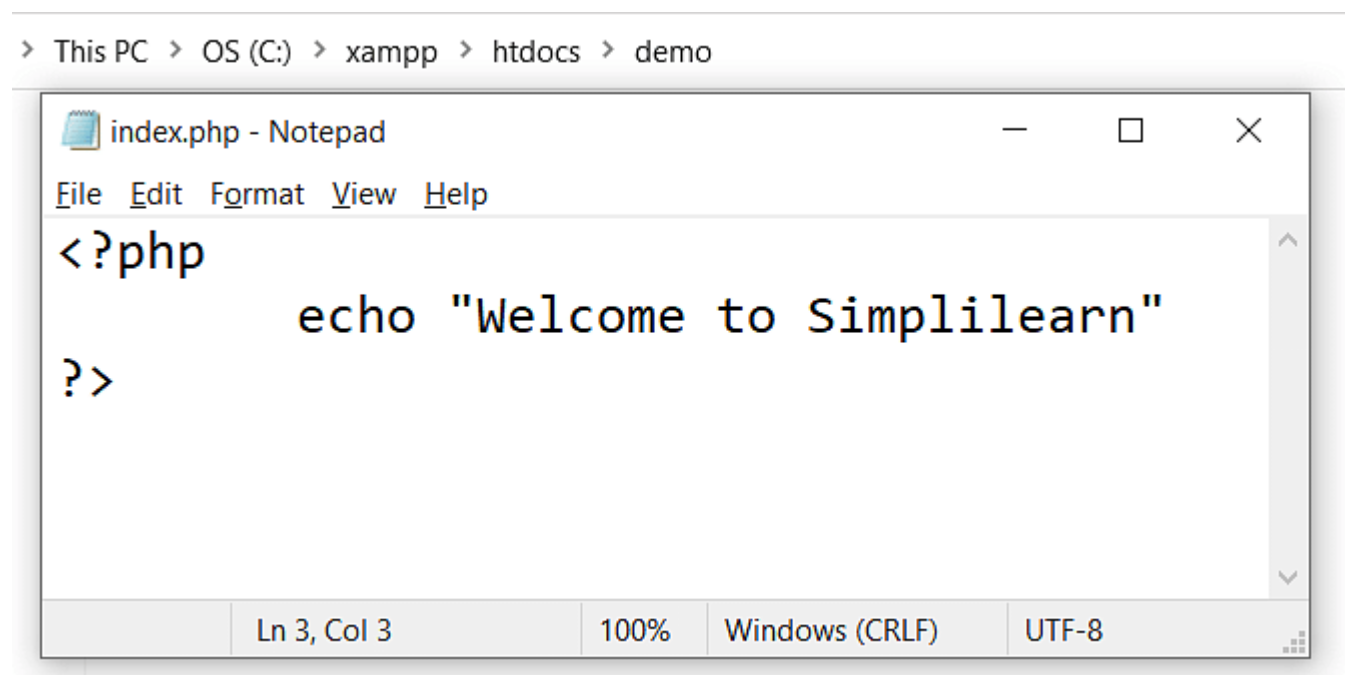 > This PC > OS (C:) > xampp > htdocs > demo
index.php - Notepad
File Edit Format View Help
<?php
echo "Welcome to Simplilearn"
?>
Ln 3, Col 3 100% Windows (CRLF) UTF-8